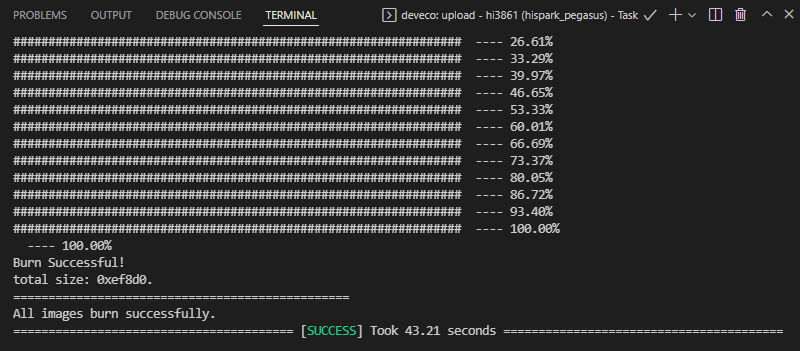 PROBLEMS OUTPUT DEBUG CONSOLE TERMINAL deveco: upload - hi3861 (hispark_pegasus) - Task
################################################################ ---- 26.61%
################################################################ ---- 33.29%
################################################################ ---- 39.97%
################################################################ ---- 46.65%
################################################################ ---- 53.33%
################################################################ ---- 60.01%
################################################################ ---- 66.69%
################################################################ ---- 73.37%
################################################################ ---- 80.05%
################################################################ ---- 86.72%
################################################################ ---- 93.40%
################################################################ ---- 100.00%
---- 100.00%
Burn Successful!
total size: 0xef8d0.
================================================
All images burn successfully.
======================================== [SUCCESS] Took 43.21 seconds ========================================